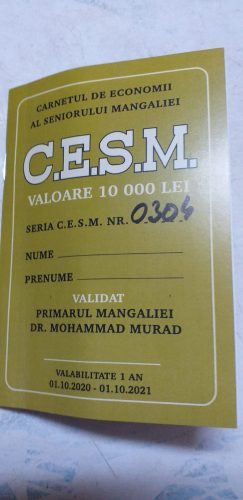 CARNETUL DE ECONOMII
AL SENIORULUI MANGALIEI
C.E.S.M.
VALOARE 10 000 LEI
SERIA C.E.S.M. NR. 0304
NUME
PRENUME
VALIDAT
PRIMARUL MANGALIEI
DR. MOHAMMAD MURAD
VALABILITATE 1 AN
01.10.2020 - 01.10.2021